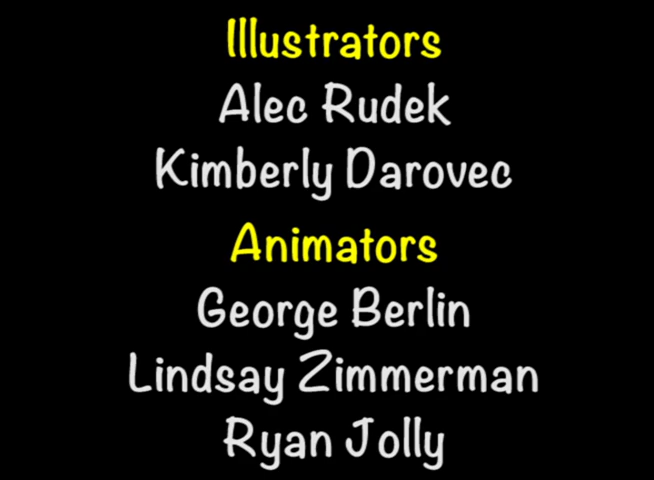 Illustrators
Alec Rudek
Kimberly Darovec
Animators
George Berlin
Lindsay Zimmerman
Ryan Jolly